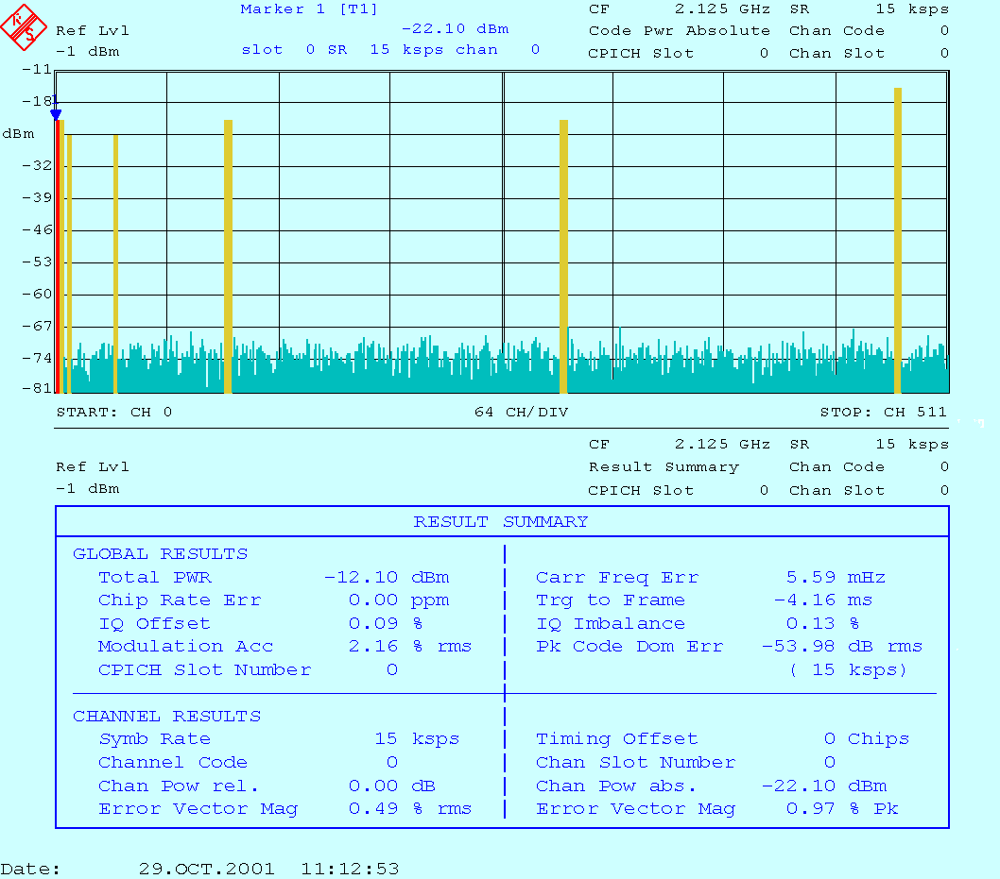 R S
Marker 1 [T1]
CF 2.125 GHz SR 15 ksps
Ref Lvl -22.10 dBm Code Pwr Absolute Chan Code 0
-1 dBm slot 0 SR 15 ksps chan 0 CPICH Slot 0 Chan Slot 0
-11
1
-18
dBm
-32
-39
-46
-53
-60
-67
-74
-81
START: CH 0 64 CH/DIV STOP: CH 511
CF 2.125 GHz SR 15 ksps
Ref Lvl Result Summary Chan Code 0
-1 dBm CPICH Slot 0 Chan Slot 0
RESULT SUMMARY
GLOBAL RESULTS
Total PWR -12.10 dBm Carr Freq Err 5.59 mHz
Chip Rate Err 0.00 ppm Trg to Frame -4.16 ms
IQ Offset 0.09 % IQ Imbalance 0.13 %
Modulation Acc 2.16 % rms Pk Code Dom Err -53.98 dB rms
CPICH Slot Number 0 ( 15 ksps)
CHANNEL RESULTS
Symb Rate 15 ksps Timing Offset 0 Chips
Channel Code 0 Chan Slot Number 0
Chan Pow rel. 0.00 dB Chan Pow abs. -22.10 dBm
Error Vector Mag 0.49 % rms Error Vector Mag 0.97 % Pk
Date: 29.OCT.2001 11:12:53